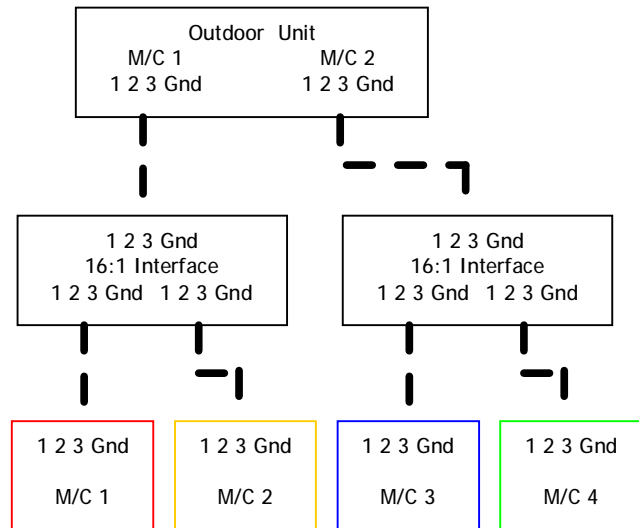 Outdoor Unit
M/C 1 M/C 2
1 2 3 Gnd 1 2 3 Gnd
1 2 3 Gnd
16:1 Interface
1 2 3 Gnd 1 2 3 Gnd
1 2 3 Gnd
16:1 Interface
1 2 3 Gnd 1 2 3 Gnd
1 2 3 Gnd
M/C 1
1 2 3 Gnd
M/C 2
1 2 3 Gnd
M/C 3
1 2 3 Gnd
M/C 4